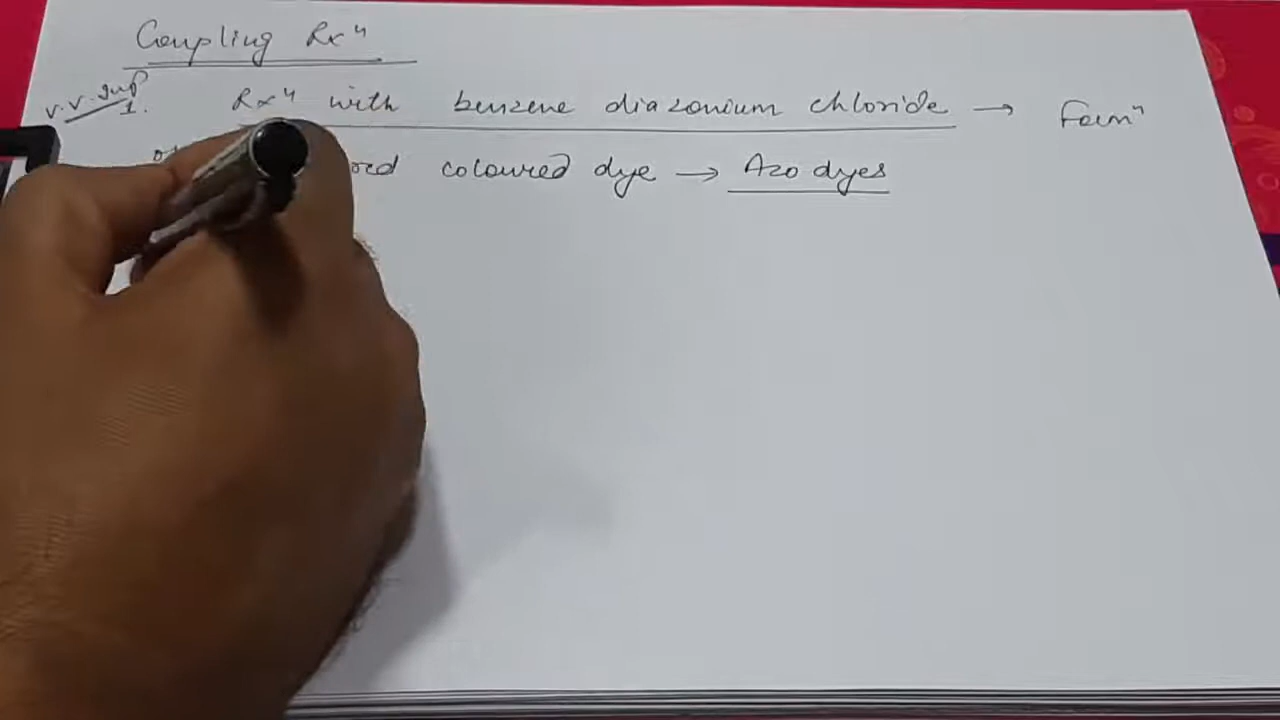 Coupling Rxⁿ
V.V. Imp
1. Rxⁿ with benzene diazonium chloride → Formⁿ
coloured dye → Azo dyes